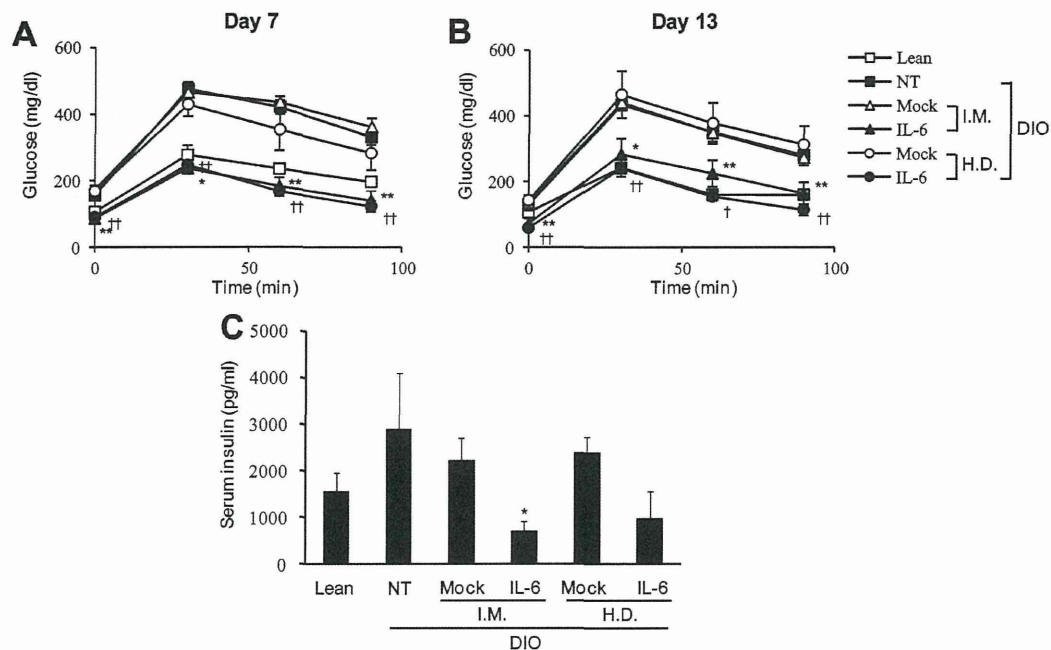 A
Day 7
600
400
200
0
Glucose (mg/dl)
0
50
100
Time (min)
††
*
**
††
**
††
**
††
B
Day 13
600
400
200
0
Glucose (mg/dl)
0
50
100
Time (min)
*
††
**
†
**
††
**
††
Lean
NT
Mock
IL-6
Mock
IL-6
I.M.
H.D.
DIO
C
5000
4000
3000
2000
1000
0
Serum insulin (pg/ml)
*
Lean NT Mock IL-6 Mock IL-6
I.M. H.D.
DIO